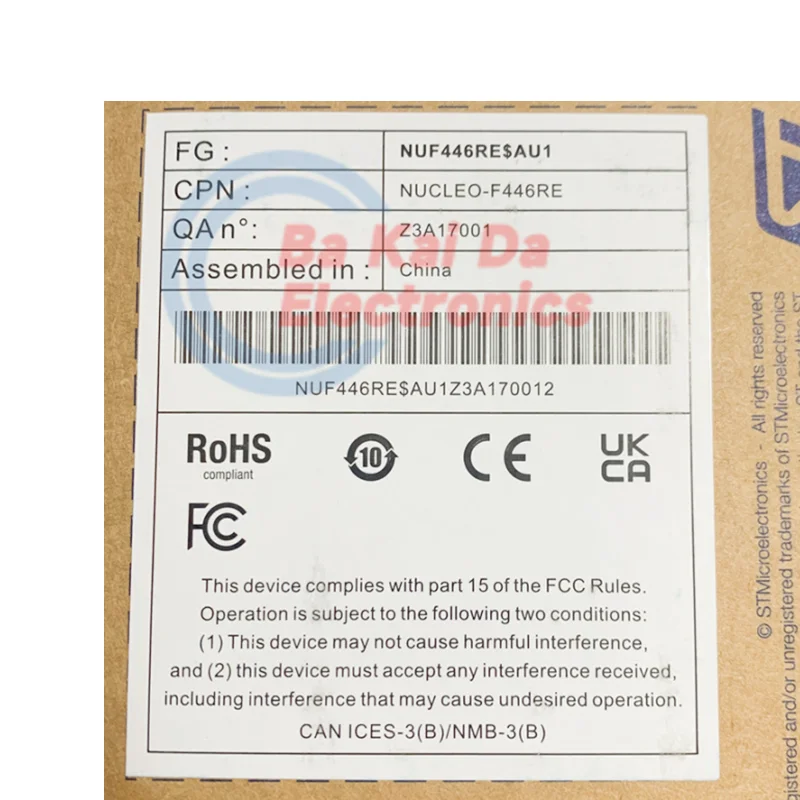 FG : NUF446RE$AU1
CPN : NUCLEO-F446RE
QA n°: Z3A17001
Assembled in : China
Ba Kai Da
Electronics
NUF446RE$AU1Z3A170012
RoHS
compliant
10
CE
UK
CA
FC
This device complies with part 15 of the FCC Rules.
Operation is subject to the following two conditions:
(1) This device may not cause harmful interference,
and (2) this device must accept any interference received,
including interference that may cause undesired operation.
CAN ICES-3(B)/NMB-3(B)
© STMicroelectronics - All rights reserved
unregistered trademarks of STMicroelectronics
and/or